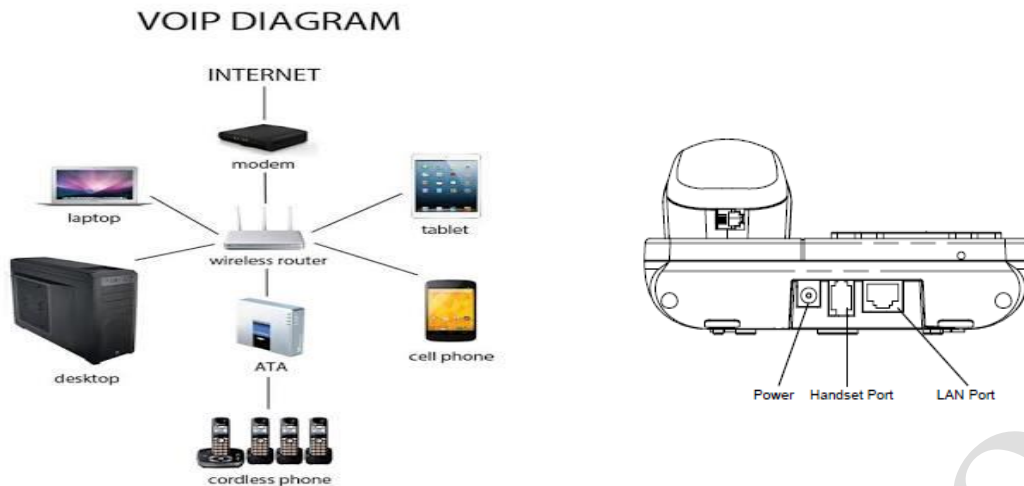 VOIP DIAGRAM
INTERNET
modem
laptop
tablet
wireless router
desktop
ATA
cell phone
cordless phone
Power
Handset Port
LAN Port